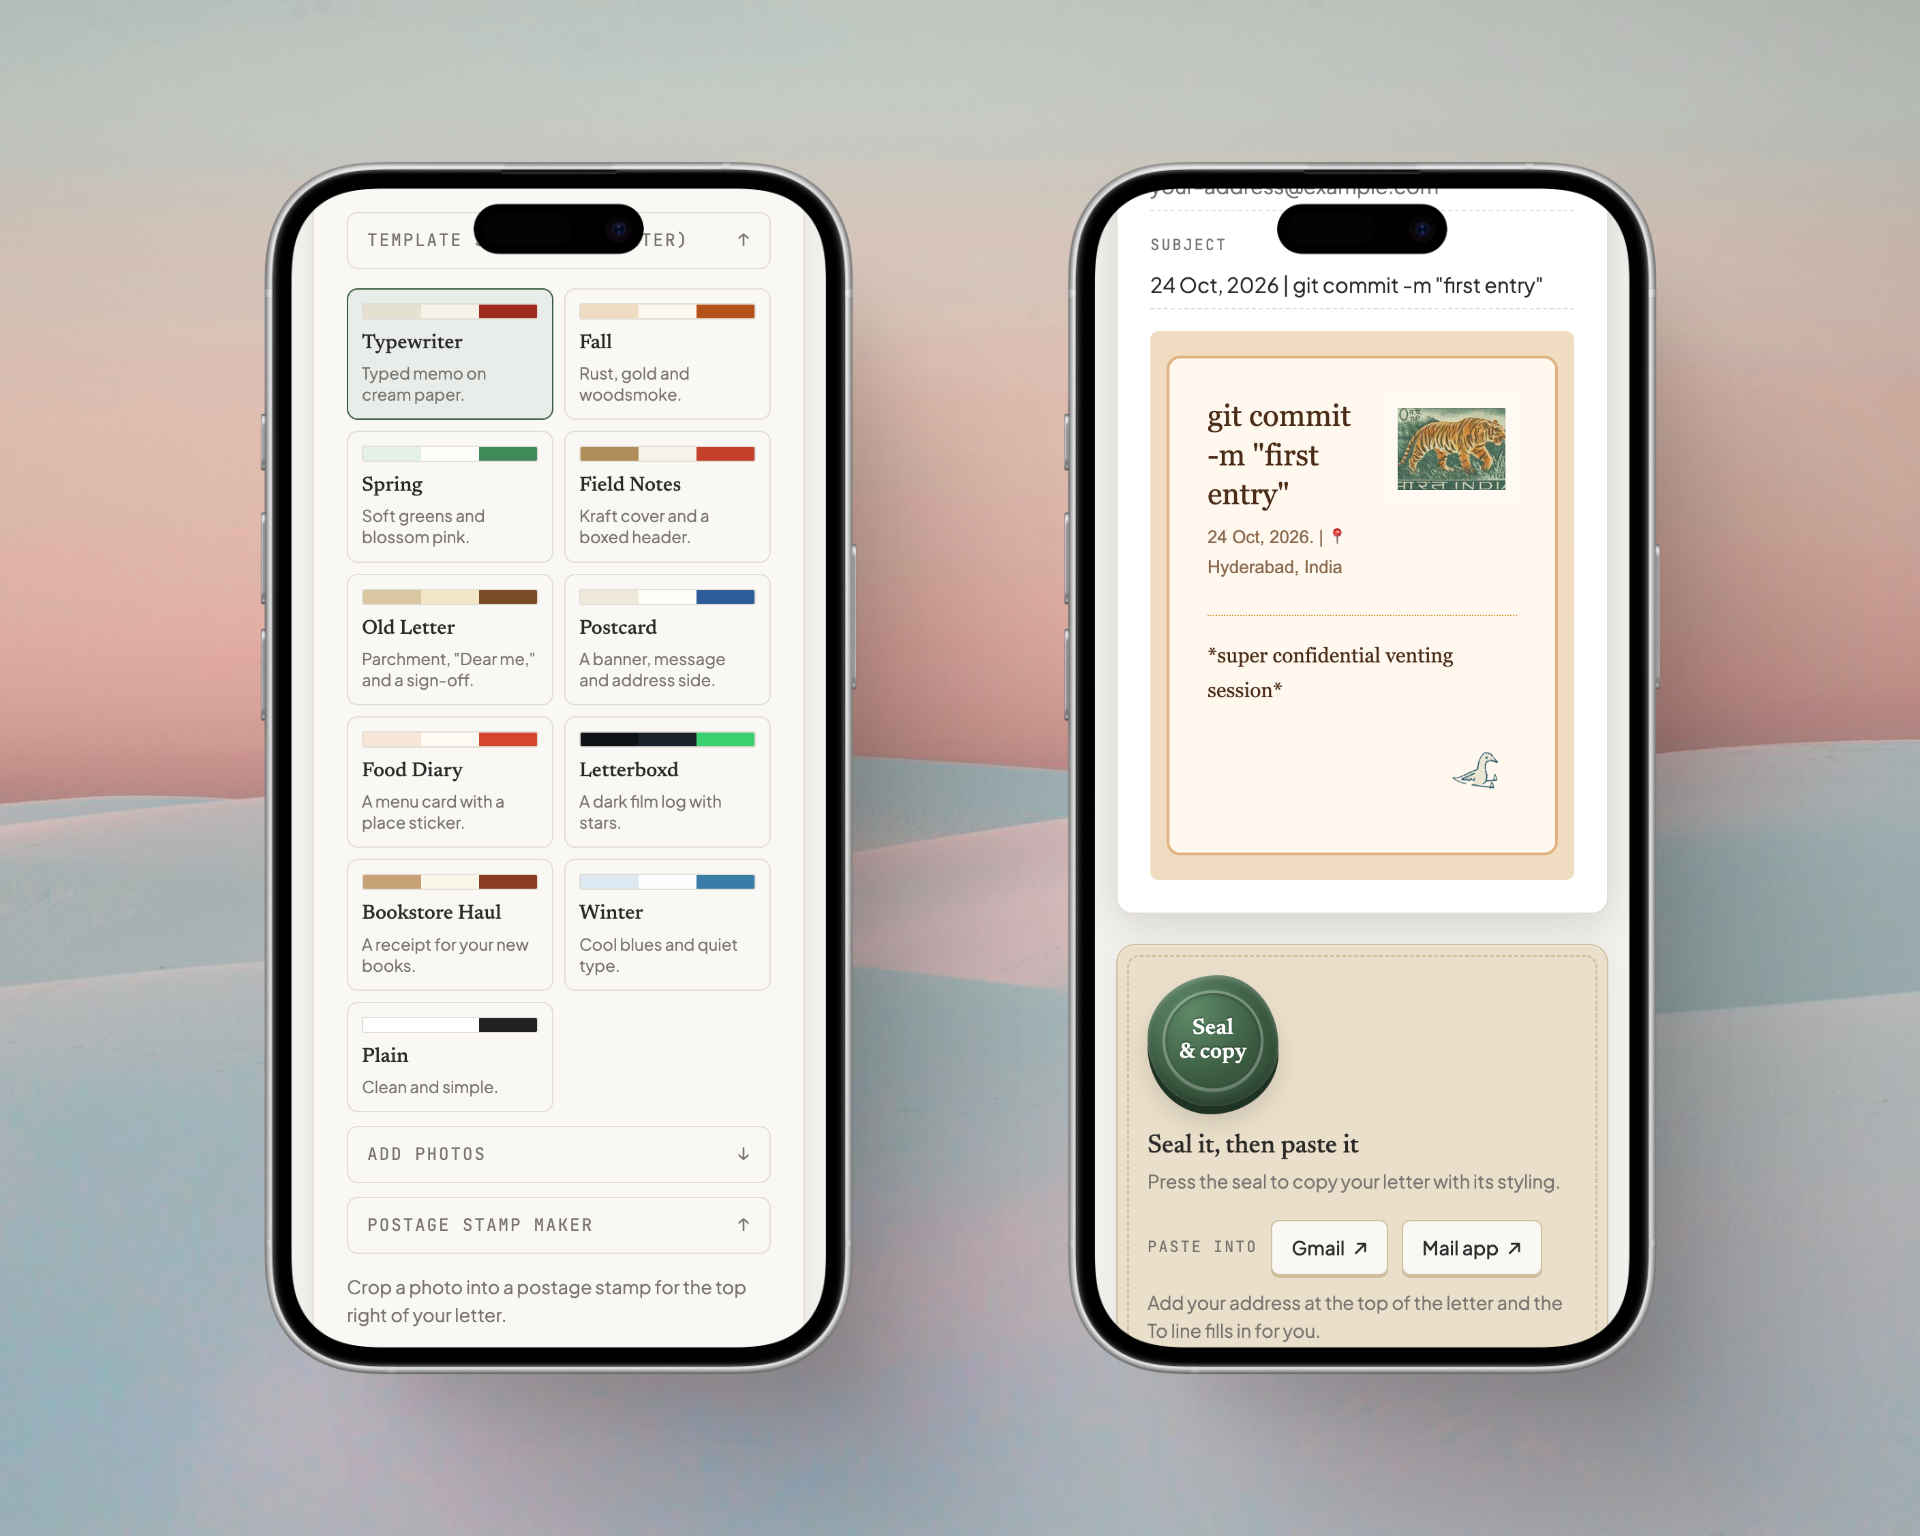 TEMPLATE
TER) ↑
Typewriter
Typed memo on
cream paper.
Fall
Rust, gold and
woodsmoke.
Spring
Soft greens and
blossom pink.
Field Notes
Kraft cover and a
boxed header.
Old Letter
Parchment, "Dear me,"
and a sign-off.
Postcard
A banner, message
and address side.
Food Diary
A menu card with a
place sticker.
Letterboxd
A dark film log with
stars.
Bookstore Haul
A receipt for your new
books.
Winter
Cool blues and quiet
type.
Plain
Clean and simple.
ADD PHOTOS ↓
POSTAGE STAMP MAKER ↑
Crop a photo into a postage stamp for the top
right of your letter.
your-address@example.com
SUBJECT
24 Oct, 2026 | git commit -m "first entry"
git commit
-m "first
entry"
भारत INDIA
24 Oct, 2026. | 📍
Hyderabad, India
*super confidential venting
session*
Seal
& copy
Seal it, then paste it
Press the seal to copy your letter with its styling.
PASTE INTO
Gmail ↗
Mail app ↗
Add your address at the top of the letter and the
To line fills in for you.